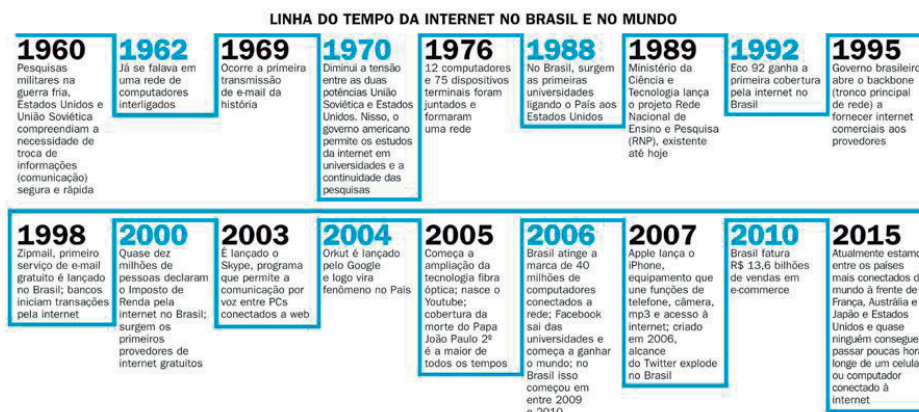 LINHA DO TEMPO DA INTERNET NO BRASIL E NO MUNDO
1960
Pesquisas
militares na
guerra fria,
Estados Unidos e
União Soviética
compreendiam a
necessidade de
troca de
informações
(comunicação)
segura e rápida
1962
Já se falava em
uma rede de
computadores
interligados
1969
Ocorre a primeira
transmissão
de e-mail da
história
1970
Diminui a tensão
entre as duas
potências União
Soviética e Estados
Unidos. Nisso, o
governo americano
permite os estudos
da internet em
universidades e a
continuidade das
pesquisas
1976
12 computadores
e 75 dispositivos
terminais foram
juntados e
formaram
uma rede
1988
No Brasil, surgem
as primeiras
universidades
ligando o País aos
Estados Unidos
1989
Ministério da
Ciência e
Tecnologia lança
o projeto Rede
Nacional de
Ensino e Pesquisa
(RNP), existente
até hoje
1992
Eco 92 ganha a
primeira cobertura
pela internet no
Brasil
1995
Governo brasileiro
abre o backbone
(tronco principal
de rede) a
fornecer internet
comerciais aos
provedores
1998
Zipmail, primeiro
serviço de e-mail
gratuito é lançado
no Brasil; bancos
iniciam transações
pela internet
2000
Quase dez
milhões de
pessoas declaram
o Imposto de
Renda pela
internet no Brasil;
surgem os
primeiros
provedores de
internet gratuitos
2003
É lançado o
Skype, programa
que permite a
comunicação por
voz entre PCs
conectados a web
2004
Orkut é lançado
pelo Google
e logo vira
fenômeno no País
2005
Começa a
ampliação da
tecnologia fibra
óptica; nasce o
Youtube;
cobertura da
morte do Papa
João Paulo 2º
é a maior de
todos os tempos
2006
Brasil atinge a
marca de 40
milhões de
computadores
conectados a
rede; Facebook
sai das
universidades e
começa a ganhar
o mundo; no
Brasil isso
começou em
entre 2009
e 2010
2007
Apple lança o
iPhone,
equipamento que
une funções de
telefone, câmera,
mp3 e acesso à
internet; criado
em 2006,
alcance
do Twitter explode
no Brasil
2010
Brasil fatura
R$ 13,6 bilhões
de vendas em
e-commerce
2015
Atualmente estamo
entre os países
mais conectados d
mundo à frente de
França, Austrália e
Japão e Estados
Unidos e quase
ninguém consegue
passar poucas hora
longe de um celula
ou computador
conectado à
internet